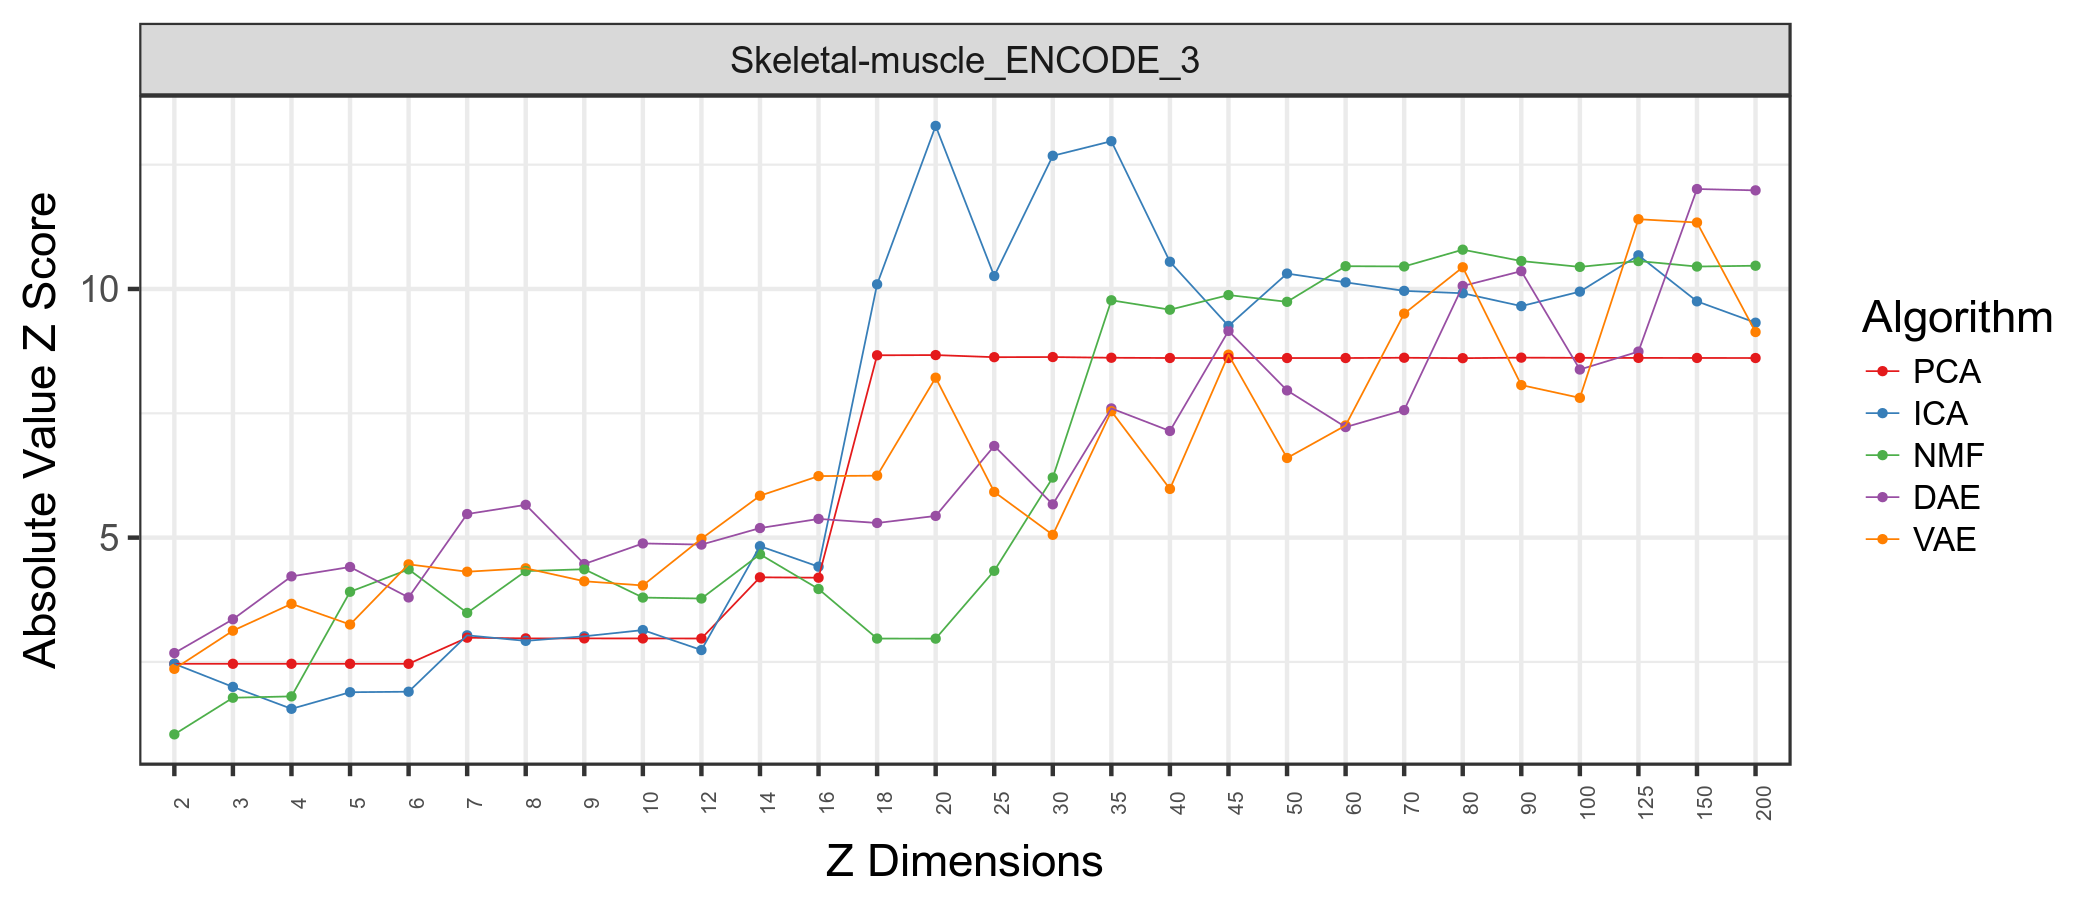 Skeletal-muscle_ENCODE_3
Absolute Value Z Score
10
5
2 3 4 5 6 7 8 9 10 12 14 16 18 20 25 30 35 40 45 50 60 70 80 90 100 125 150 200
Z Dimensions
Algorithm
PCA
ICA
NMF
DAE
VAE